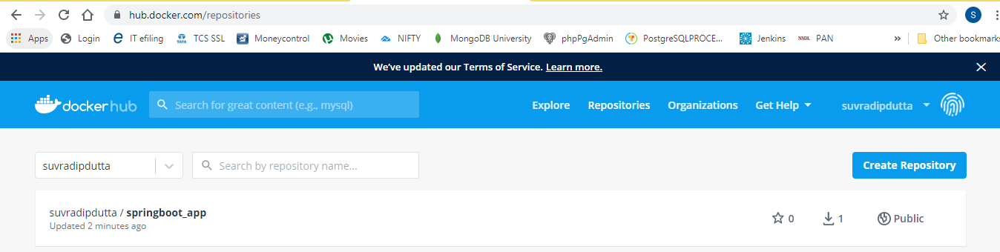 hub.docker.com/repositories
S
Apps Login IT efiling TATA TCS SSL Moneycontrol Movies NIFTY MongoDB University phpPgAdmin PostgreSQLPROCE... Jenkins NSDL PAN » Other bookmarks
We've updated our Terms of Service. Learn more.
dockerhub Search for great content (e.g., mysql) Explore Repositories Organizations Get Help suvradipdutta
suvradipdutta Search by repository name... Create Repository
suvradipdutta / springboot_app 0 1 Public
Updated 2 minutes ago